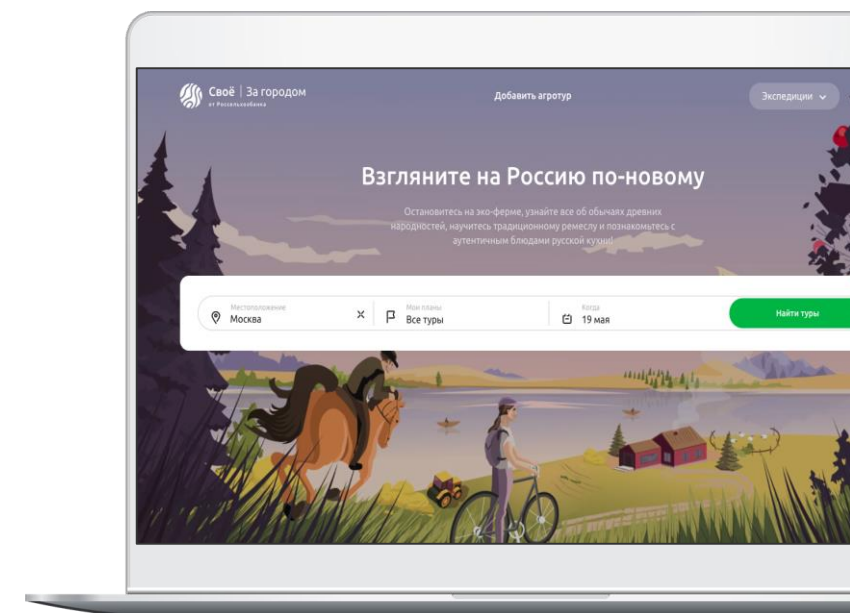 Своё | За городом
от Россельхозбанка
Добавить агротур
Экспедиции
Взгляните на Россию по-новому
Остановитесь на эко-ферме, узнайте все об обычаях древних
народностей, научитесь традиционному ремеслу и познакомьтесь с
аутентичным блюдами русской кухни!
Местоположение
Москва
Мои планы
Все туры
Когда
19 мая
Найти туры